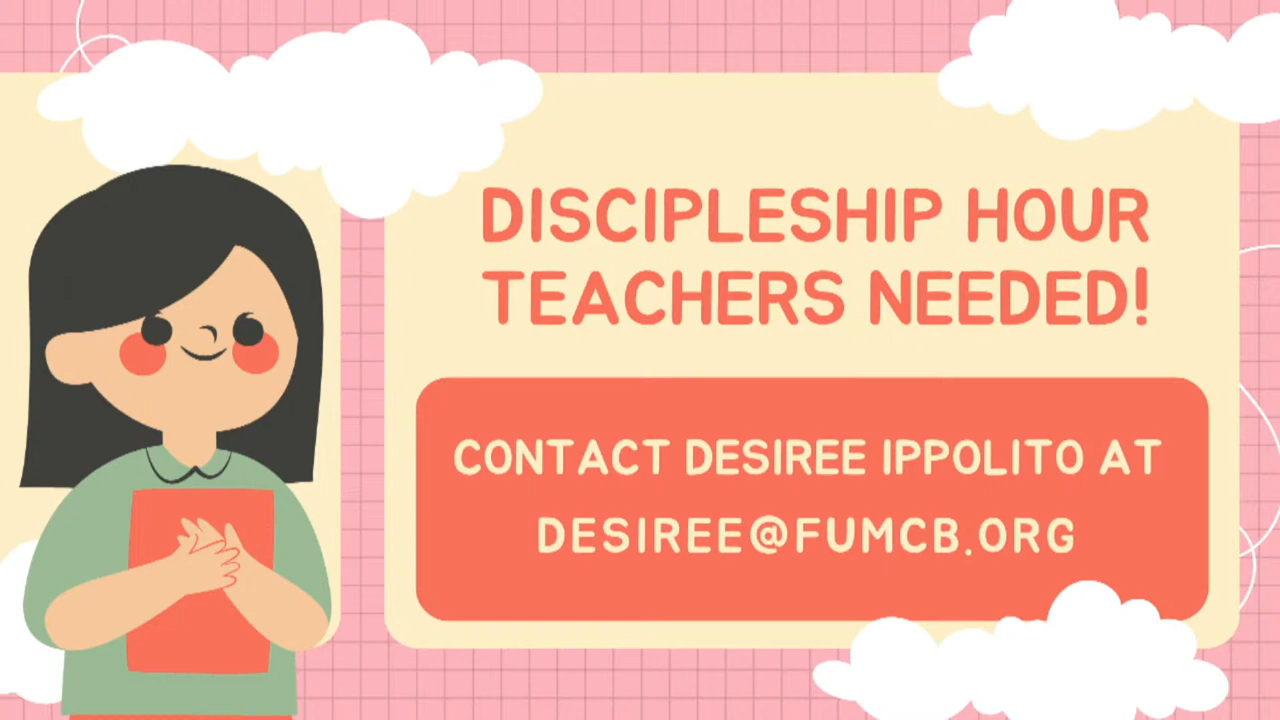 DISCIPLESHIP HOUR
TEACHERS NEEDED!
CONTACT DESIREE IPPOLITO AT
DESIREE@FUMCB.ORG